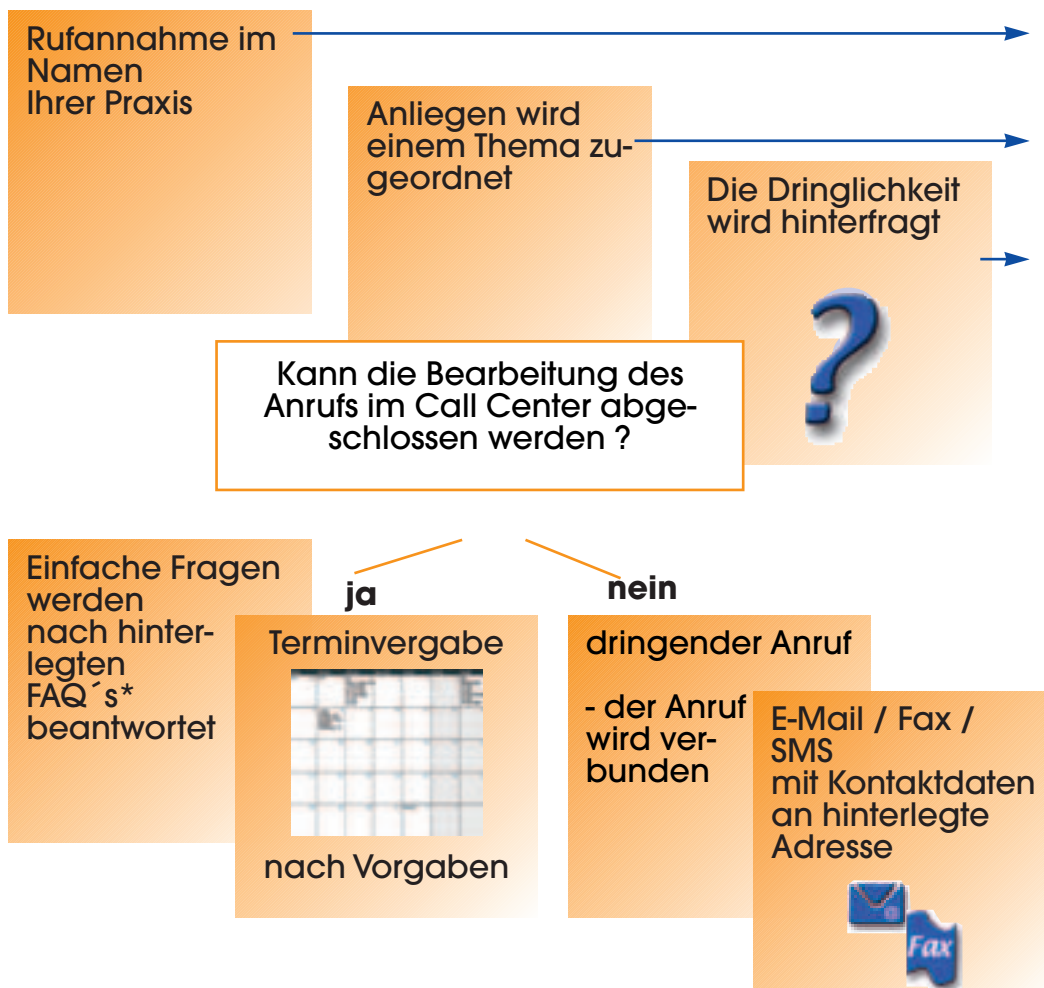 Rufannahme im
Namen
Ihrer Praxis
Anliegen wird
einem Thema zu-
geordnet
Die Dringlichkeit
wird hinterfragt
?
Kann die Bearbeitung des
Anrufs im Call Center abge-
schlossen werden ?
ja
nein
Einfache Fragen
werden
nach hinter-
legten
FAQ´s*
beantwortet
Terminvergabe
nach Vorgaben
dringender Anruf
- der Anruf
wird ver-
bunden
E-Mail / Fax /
SMS
mit Kontaktdaten
an hinterlegte
Adresse
Fax